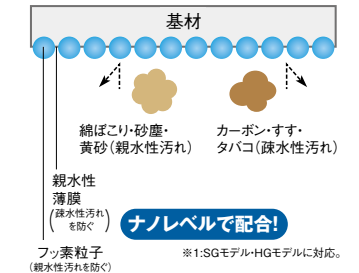 基材
綿ぼこり・砂塵・
黄砂（親水性汚れ）
カーボン・すす・
タバコ（疎水性汚れ）
親水性
薄膜
（疎水性汚れ
を防ぐ）
ナノレベルで配合!
フッ素粒子
（親水性汚れを防ぐ）
※1:SGモデル・HGモデルに対応。